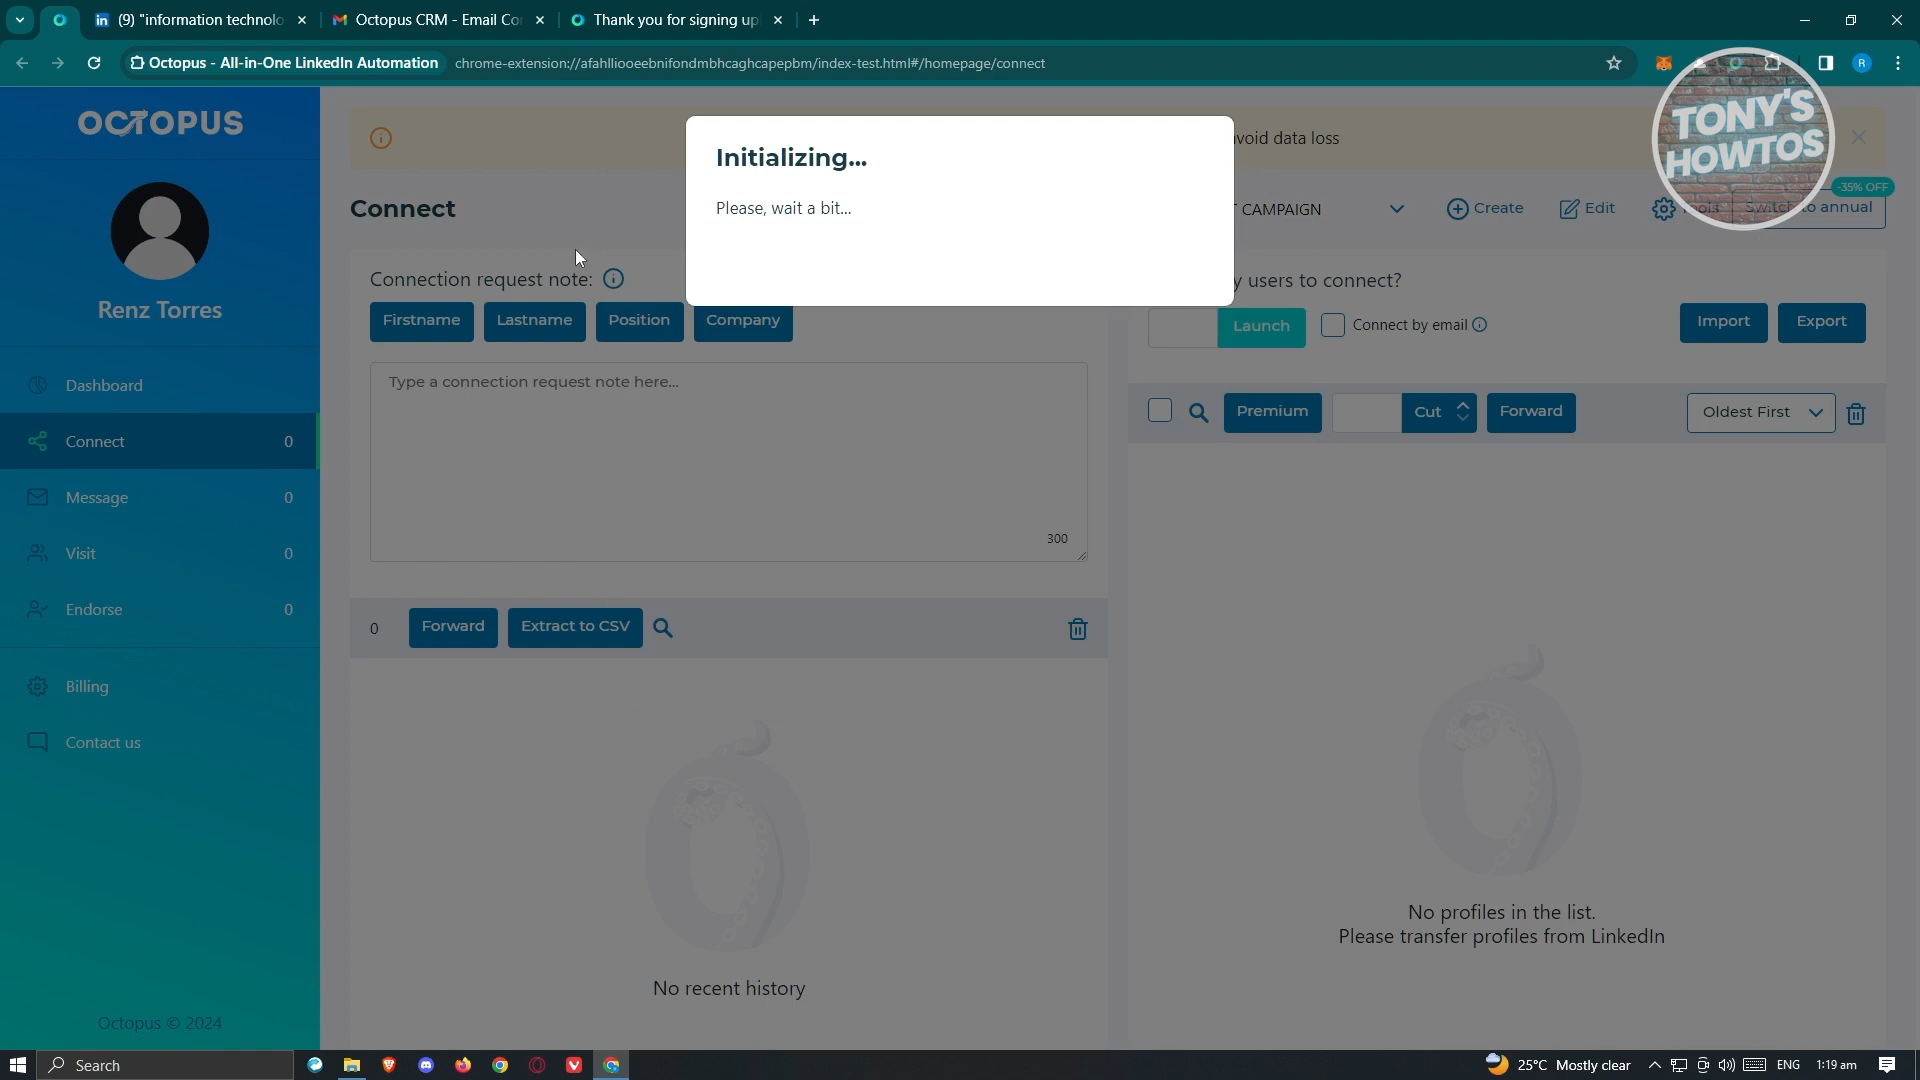 (9) "information technolo
Octopus CRM - Email Co
Thank you for signing up
Octopus - All-in-One LinkedIn Automation
chrome-extension://afahlliooeebnifondmbhcaghcapepbm/index-test.html#/homepage/connect
R
TONY'S
HOWTOS
OCTOPUS
avoid data loss
Initializing...
Please, wait a bit...
-35% OFF
Connect
CAMPAIGN
Create
Edit
Tools
Switch to annual
Renz Torres
Connection request note:
users to connect?
Firstname
Lastname
Position
Company
Launch
Connect by email
Import
Export
Type a connection request note here...
300
Dashboard
Connect 0
Message 0
Visit 0
Endorse 0
Billing
Contact us
Premium
Cut
Forward
Oldest First
0
Forward
Extract to CSV
No recent history
No profiles in the list.
Please transfer profiles from LinkedIn
Octopus © 2024
Search
25°C Mostly clear
ENG
1:19 am